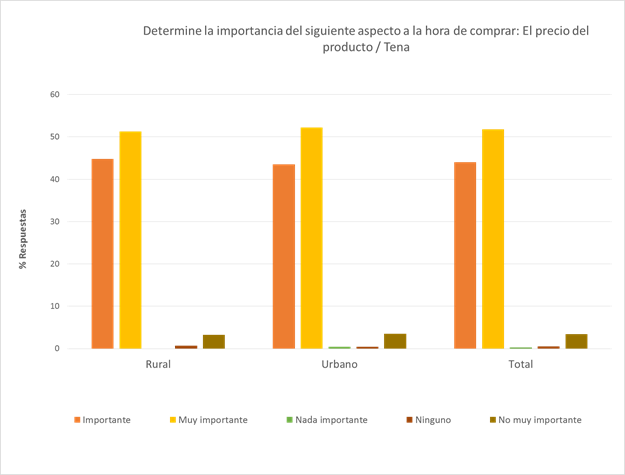 Determine la importancia del siguiente aspecto a la hora de comprar: El precio del
producto / Tena
60
50
40
30
20
10
0
% Respuestas
Rural Urbano Total
Importante Muy importante Nada importante Ninguno No muy importante